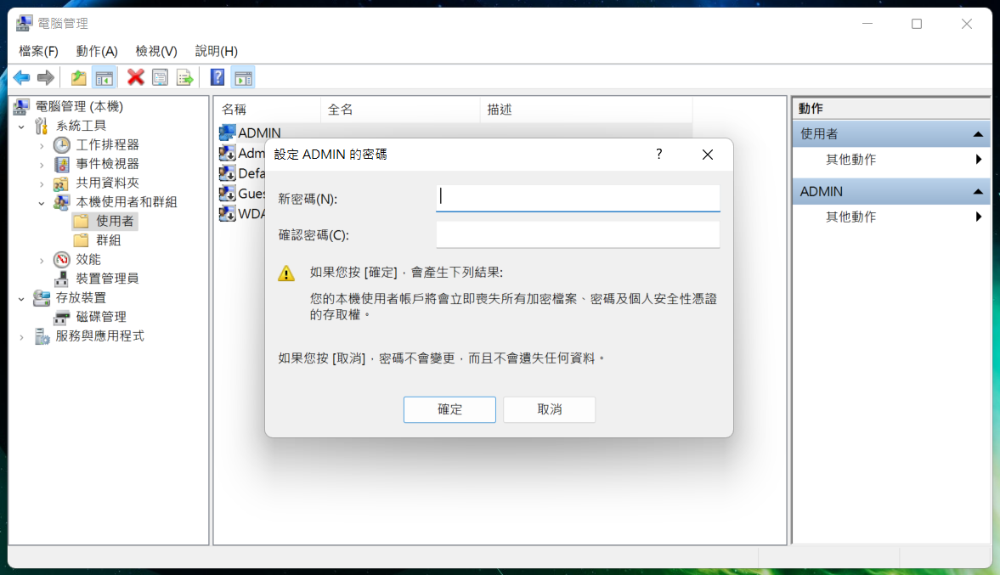 電腦管理
檔案(F) 動作(A) 檢視(V) 說明(H)
電腦管理 (本機)
系統工具
工作排程器
事件檢視器
共用資料夾
本機使用者和群組
使用者
群組
效能
裝置管理員
存放裝置
磁碟管理
服務與應用程式
名稱 全名 描述
ADMIN
Adm
Defa
Gues
WDA
設定 ADMIN 的密碼
?
新密碼(N):
確認密碼(C):
如果您按 [確定]，會產生下列結果:
您的本機使用者帳戶將會立即喪失所有加密檔案、密碼及個人安全性憑證
的存取權。
如果您按 [取消]，密碼不會變更，而且不會遺失任何資料。
確定 取消
動作
使用者
其他動作
ADMIN
其他動作